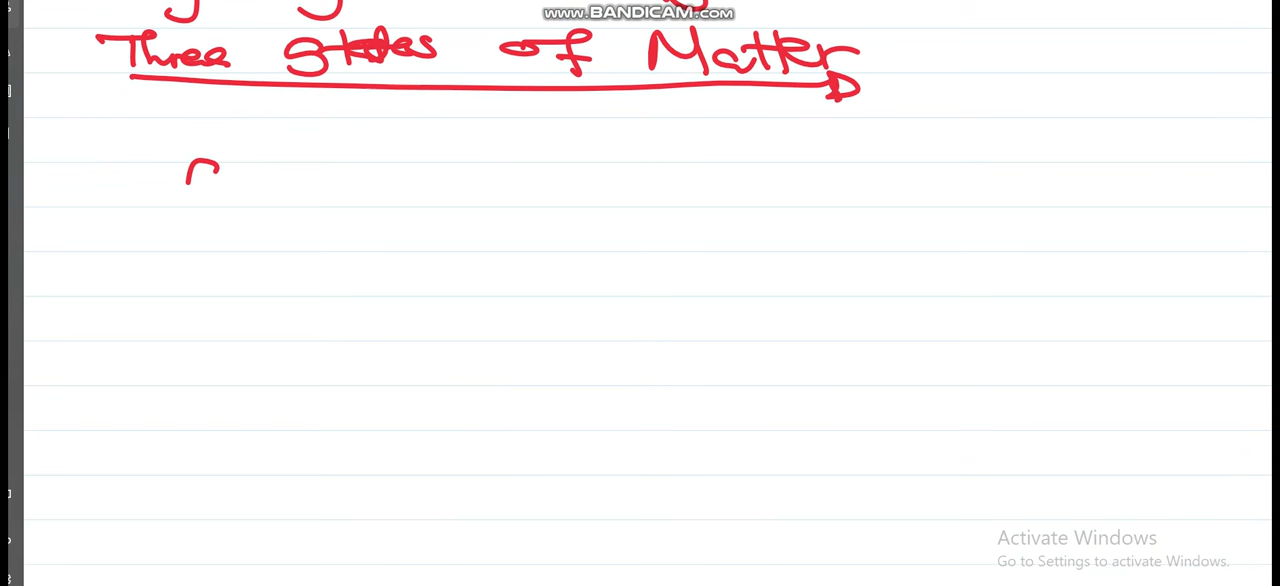 www.BANDICAM.com
Three states of Matter
Activate Windows
Go to Settings to activate Windows.